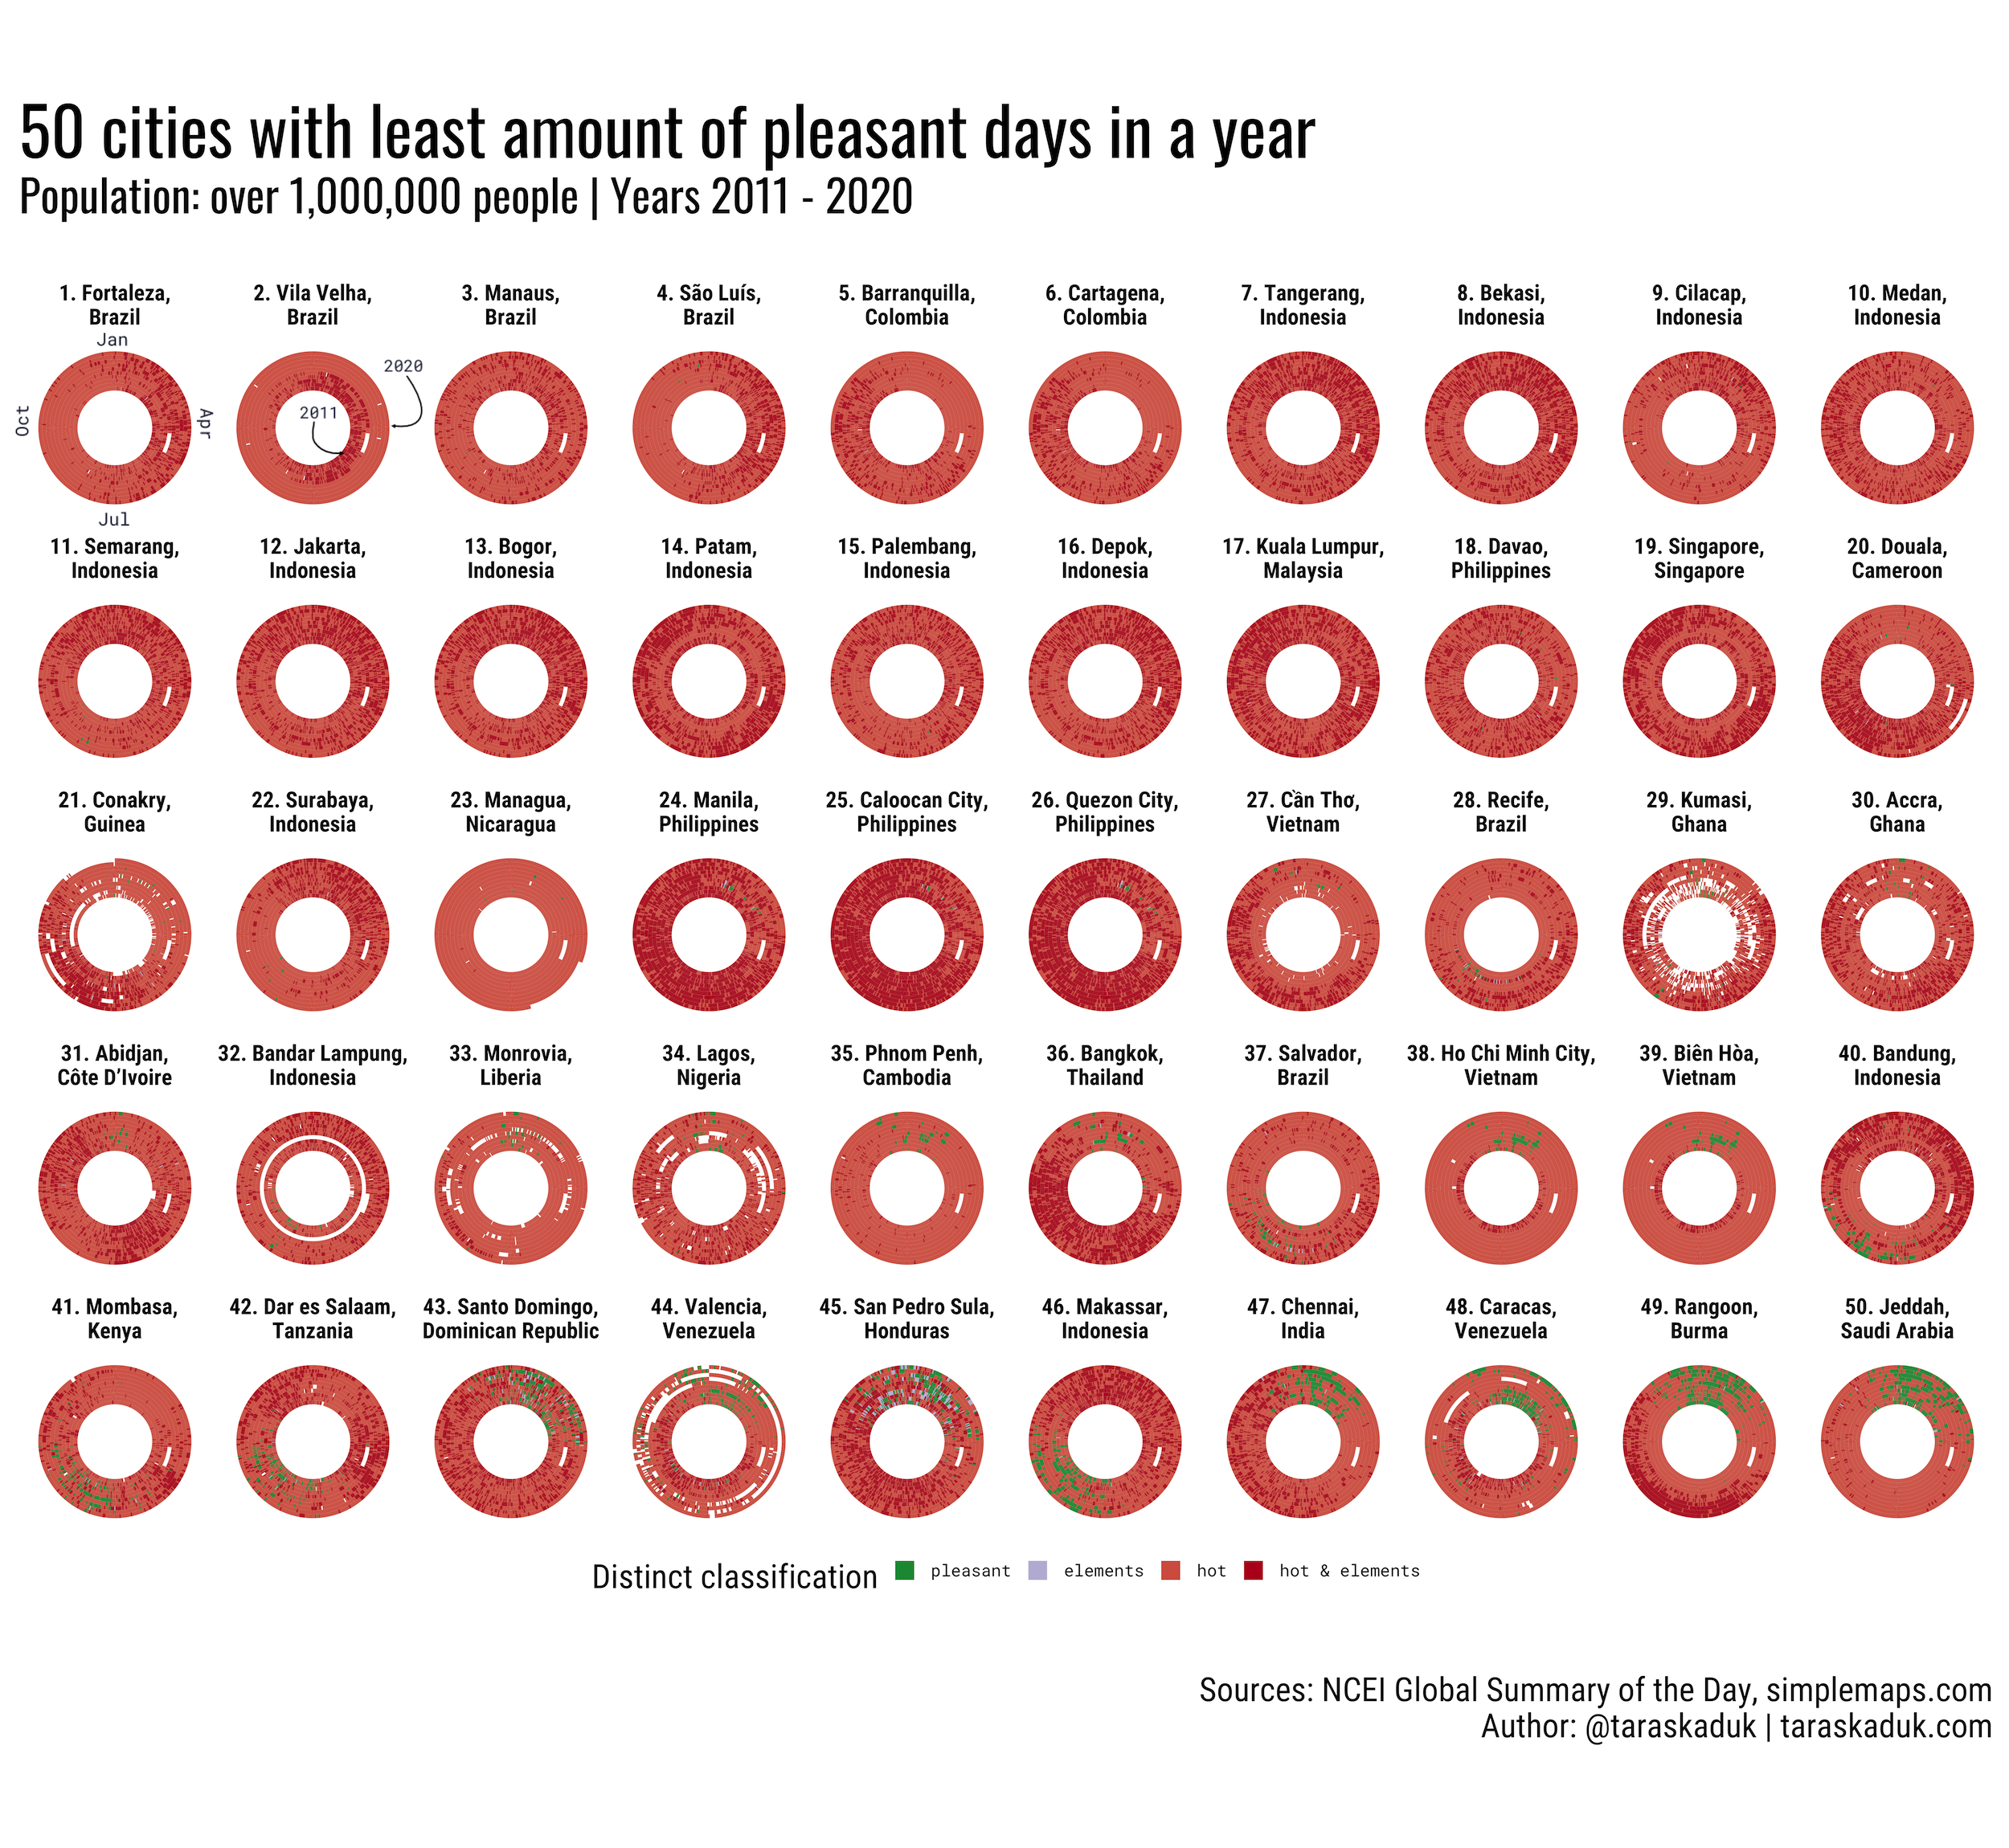 50 cities with least amount of pleasant days in a year
Population: over 1,000,000 people | Years 2011 - 2020
1. Fortaleza,
Brazil
2. Vila Velha,
Brazil
3. Manaus,
Brazil
4. São Luís,
Brazil
5. Barranquilla,
Colombia
6. Cartagena,
Colombia
7. Tangerang,
Indonesia
8. Bekasi,
Indonesia
9. Cilacap,
Indonesia
10. Medan,
Indonesia
Jan
Oct
Apr
Jul
2011
2020
11. Semarang,
Indonesia
12. Jakarta,
Indonesia
13. Bogor,
Indonesia
14. Patam,
Indonesia
15. Palembang,
Indonesia
16. Depok,
Indonesia
17. Kuala Lumpur,
Malaysia
18. Davao,
Philippines
19. Singapore,
Singapore
20. Douala,
Cameroon
21. Conakry,
Guinea
22. Surabaya,
Indonesia
23. Managua,
Nicaragua
24. Manila,
Philippines
25. Caloocan City,
Philippines
26. Quezon City,
Philippines
27. Cần Thơ,
Vietnam
28. Recife,
Brazil
29. Kumasi,
Ghana
30. Accra,
Ghana
31. Abidjan,
Côte D'Ivoire
32. Bandar Lampung,
Indonesia
33. Monrovia,
Liberia
34. Lagos,
Nigeria
35. Phnom Penh,
Cambodia
36. Bangkok,
Thailand
37. Salvador,
Brazil
38. Ho Chi Minh City,
Vietnam
39. Biên Hòa,
Vietnam
40. Bandung,
Indonesia
41. Mombasa,
Kenya
42. Dar es Salaam,
Tanzania
43. Santo Domingo,
Dominican Republic
44. Valencia,
Venezuela
45. San Pedro Sula,
Honduras
46. Makassar,
Indonesia
47. Chennai,
India
48. Caracas,
Venezuela
49. Rangoon,
Burma
50. Jeddah,
Saudi Arabia
Distinct classification pleasant elements hot hot & elements
Sources: NCEI Global Summary of the Day, simplemaps.com
Author: @taraskaduk | taraskaduk.com